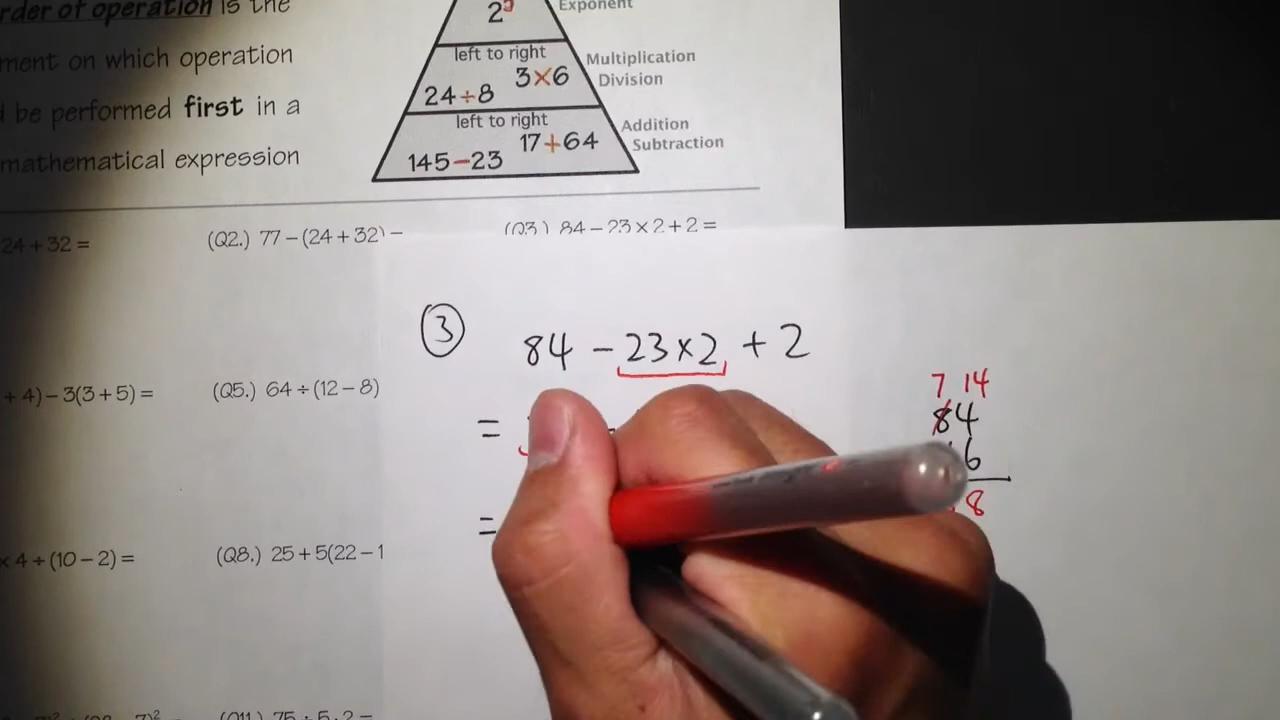 order of operation is the
ment on which operation
be performed first in a
mathematical expression
2³ Exponent
left to right
24÷8 3×6 Multiplication Division
left to right
145−23 17+64 Addition Subtraction
24+32= (Q2.) 77−(24+32) (Q3.) 84−23×2+2=
③ 84 − 23×2 + 2
7 14
84
6
8
=
=
+4)−3(3+5)= (Q5.) 64÷(12−8)
×4÷(10−2)= (Q8.) 25+5(22−1
(Q11.) 75÷5·2=